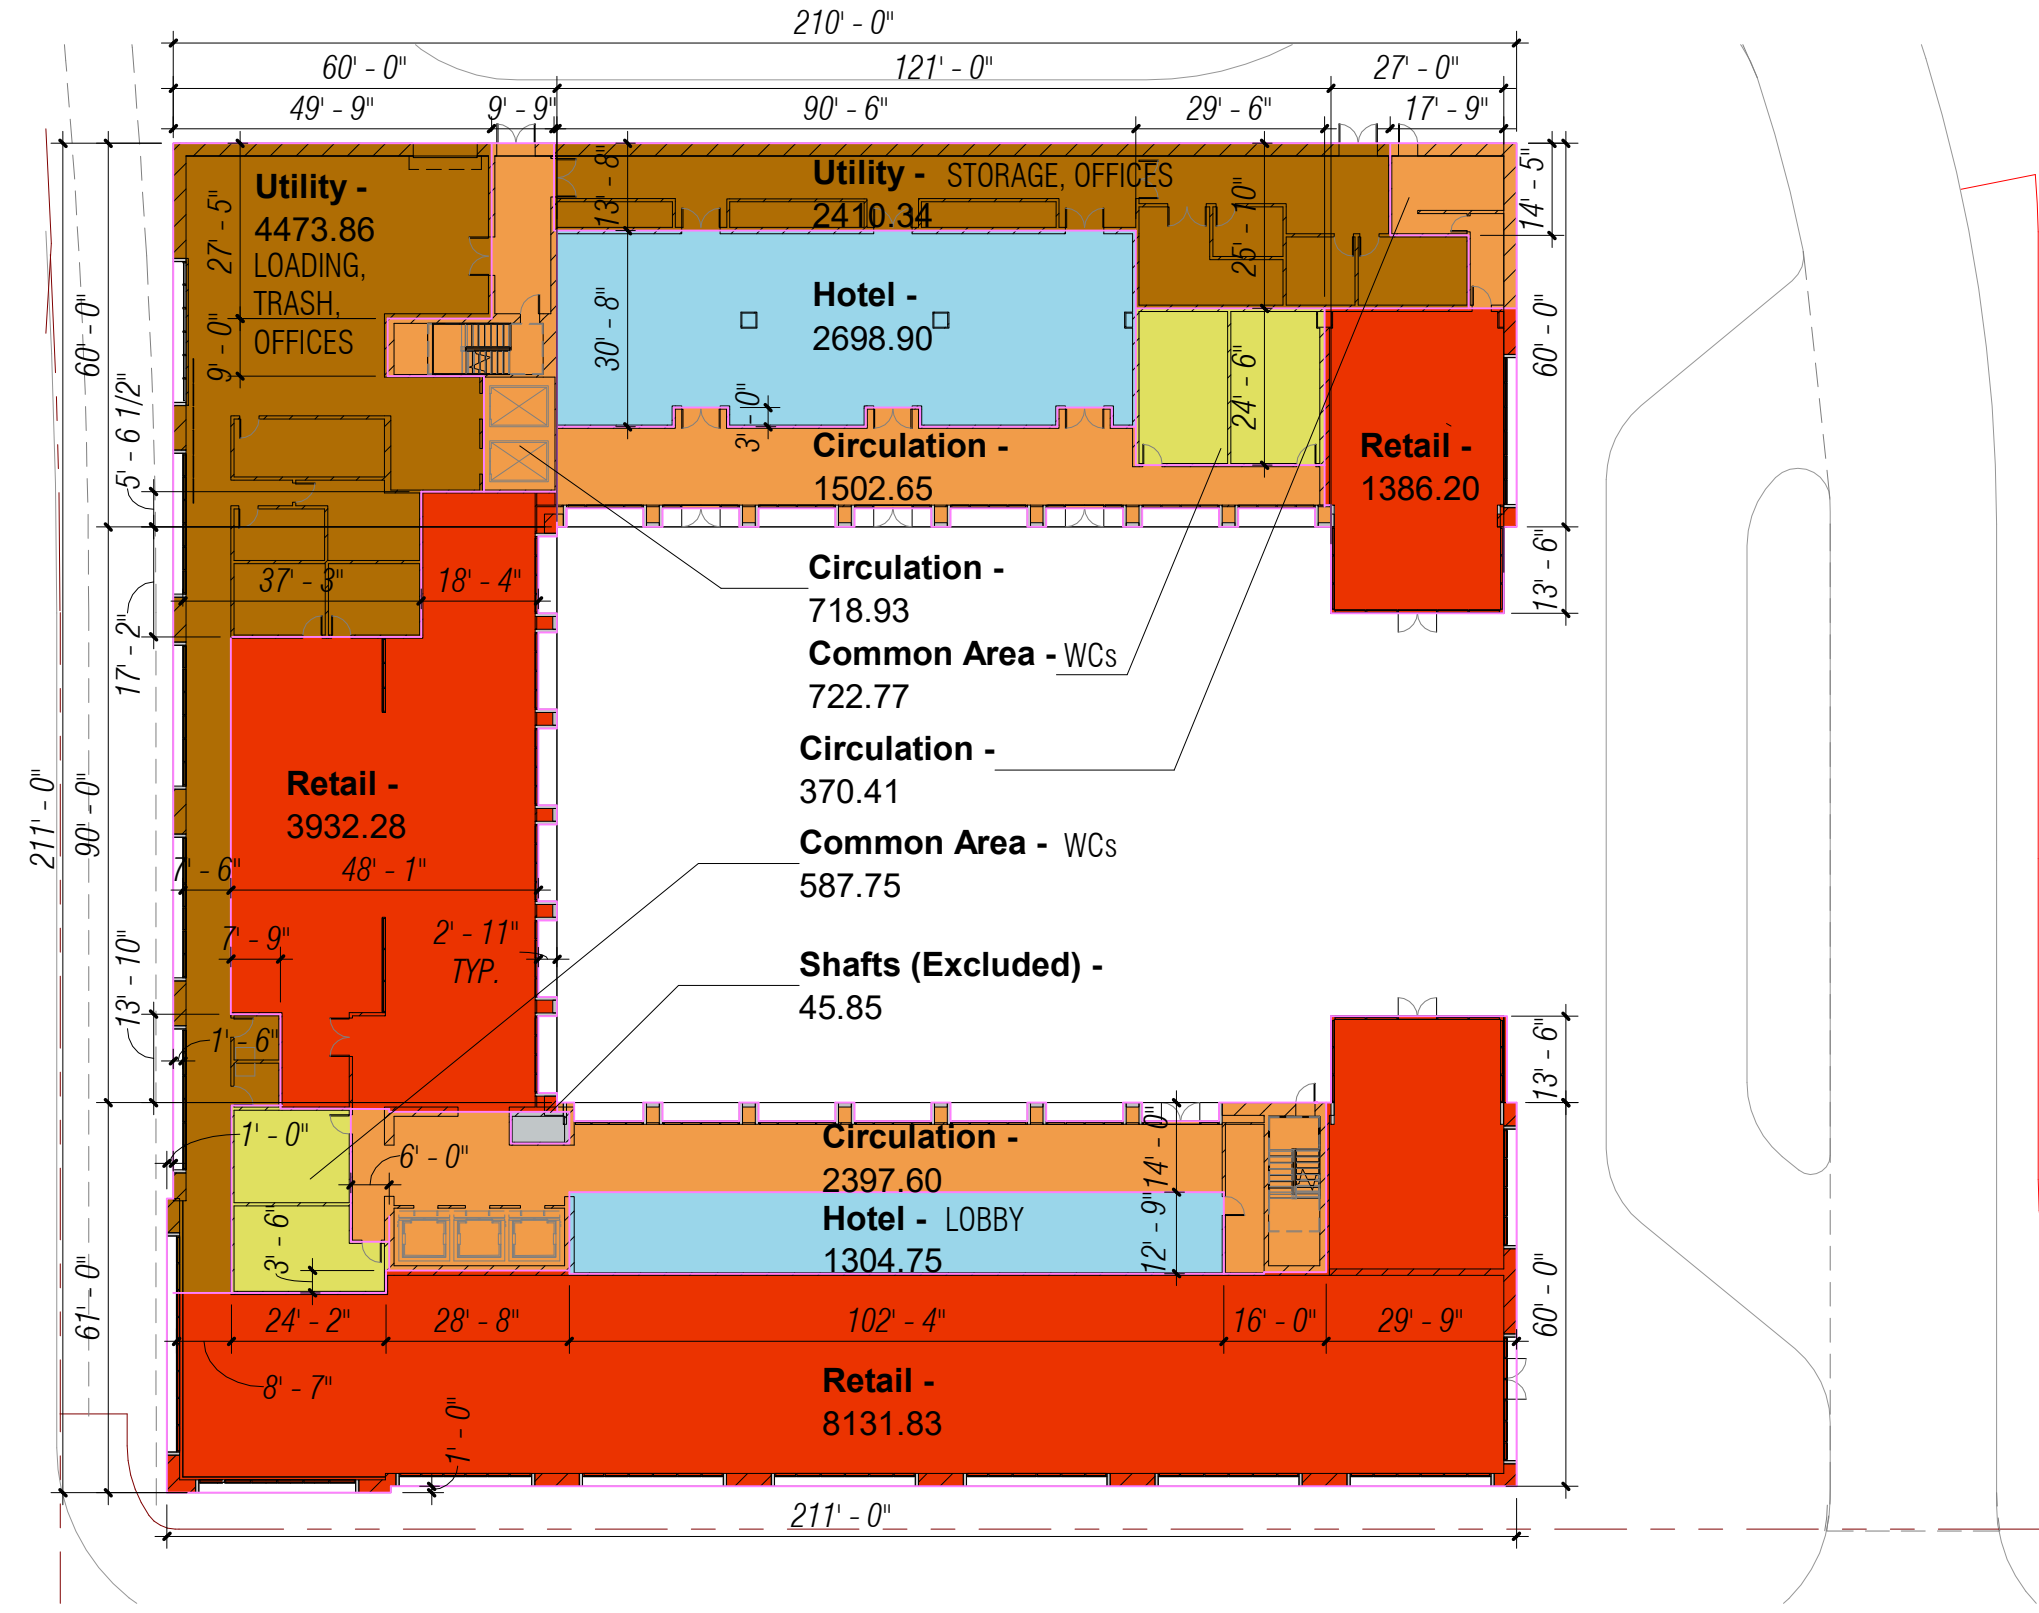 210' - 0"
60' - 0"
121' - 0"
27' - 0"
49' - 9"
9' - 9"
90' - 6"
29' - 6"
17' - 9"
Utility -
4473.86
LOADING,
TRASH,
OFFICES
27' - 5"
9' - 0"
13' - 8"
Utility - STORAGE, OFFICES
2410.34
25' - 10"
14' - 5"
60' - 0"
5' - 6 1/2"
30' - 8"
Hotel -
2698.90
3' - 0"
24' - 6"
60' - 0"
Circulation -
1502.65
Retail -
1386.20
37' - 3"
18' - 4"
17' - 2"
Circulation -
718.93
13' - 6"
Common Area - WCs
722.77
Circulation -
370.41
Retail -
3932.28
211' - 0"
90' - 0"
7' - 6"
48' - 1"
Common Area - WCs
587.75
7' - 9"
2' - 11"
TYP.
13' - 10"
Shafts (Excluded) -
45.85
1' - 6"
13' - 6"
1' - 0"
6' - 0"
Circulation -
2397.60
14' - 0"
3' - 6"
Hotel - LOBBY
1304.75
12' - 9"
61' - 0"
60' - 0"
24' - 2"
28' - 8"
102' - 4"
16' - 0"
29' - 9"
8' - 7"
Retail -
8131.83
1' - 0"
211' - 0"